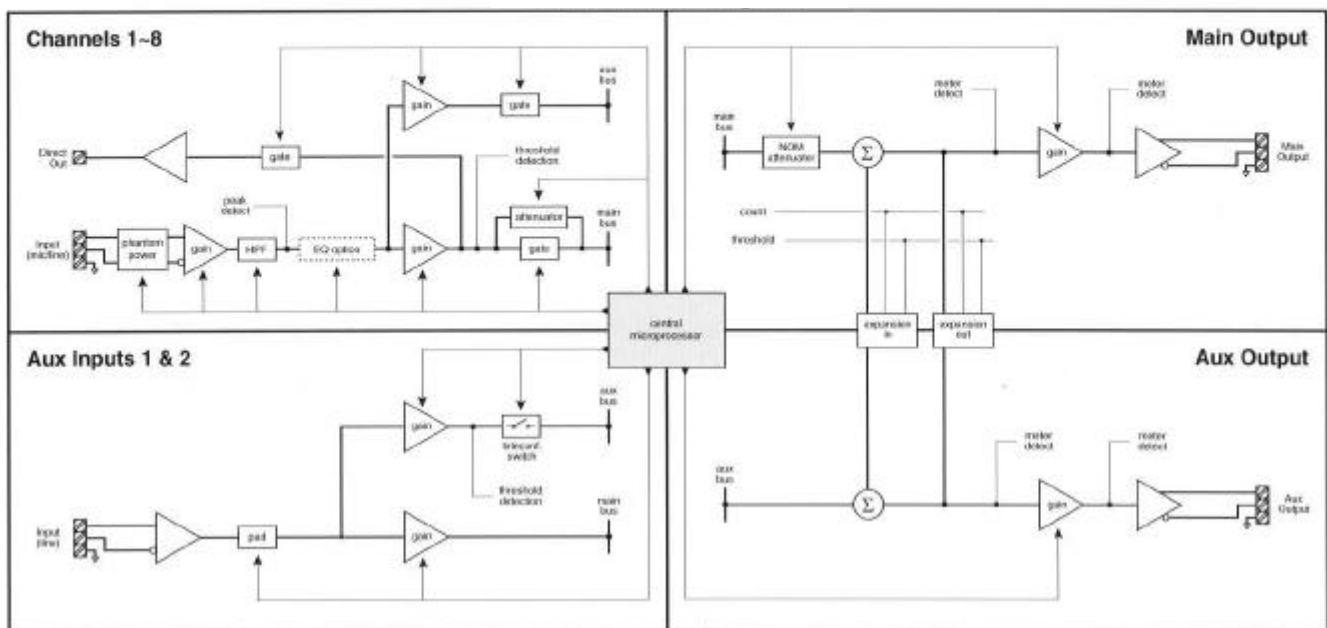 Channels 1~8
Main Output
aux
bus
gain
gate
meter
detect
meter
detect
main
bus
Direct
Out
gate
threshold
detection
NOM
attenuator
Σ
gain
Main
Output
peak
detect
attenuator
main
bus
count
Input
(mic/line)
phantom
power
gain
HPF
EQ option
gain
gate
threshold
central
microprocessor
expansion
in
expansion
out
Aux Inputs 1 & 2
Aux Output
aux
bus
gain
teleconf.
switch
meter
detect
meter
detect
threshold
detection
aux
bus
main
bus
Σ
gain
Aux
Output
Input
(line)
pad
gain